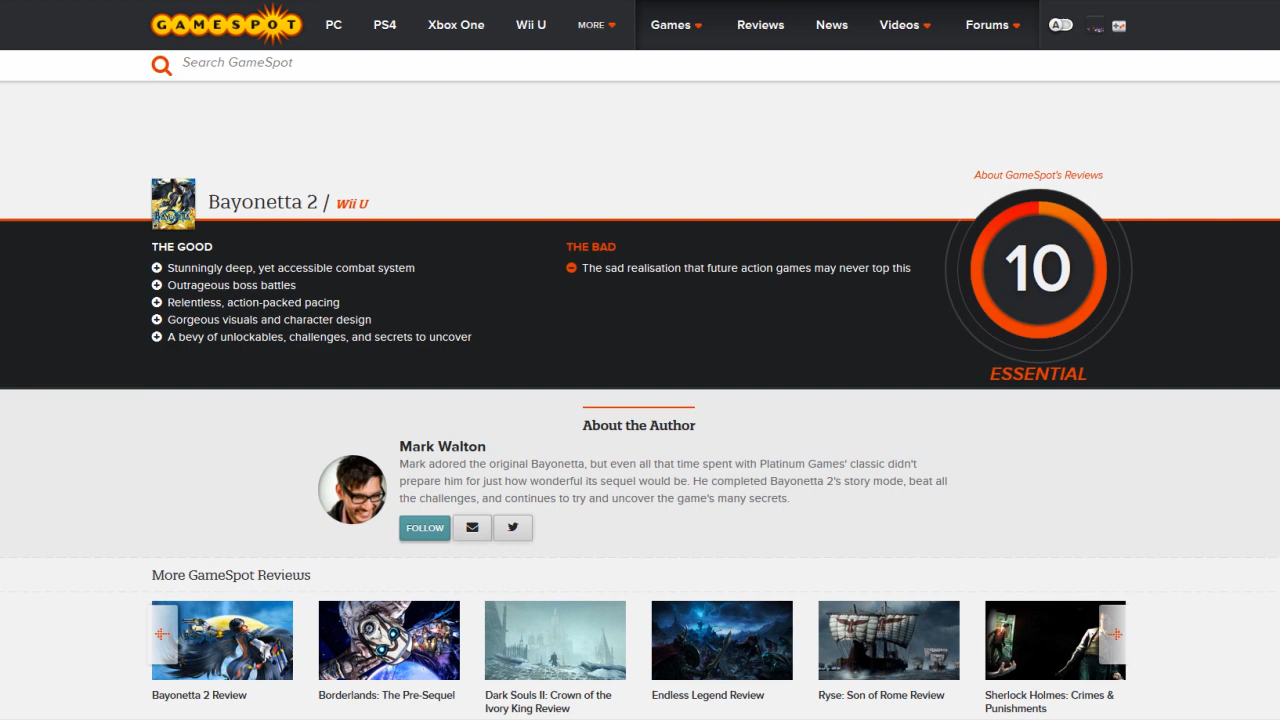 GAMESPOT
PC PS4 Xbox One Wii U MORE Games Reviews News Videos Forums
Search GameSpot
About GameSpot's Reviews
Bayonetta 2 / Wii U
THE GOOD
Stunningly deep, yet accessible combat system
Outrageous boss battles
Relentless, action-packed pacing
Gorgeous visuals and character design
A bevy of unlockables, challenges, and secrets to uncover
THE BAD
The sad realisation that future action games may never top this
10
ESSENTIAL
About the Author
Mark Walton
Mark adored the original Bayonetta, but even all that time spent with Platinum Games' classic didn't
prepare him for just how wonderful its sequel would be. He completed Bayonetta 2's story mode, beat all
the challenges, and continues to try and uncover the game's many secrets.
FOLLOW
More GameSpot Reviews
Bayonetta 2 Review
Borderlands: The Pre-Sequel
Dark Souls II: Crown of the
Ivory King Review
Endless Legend Review
Ryse: Son of Rome Review
Sherlock Holmes: Crimes &
Punishments